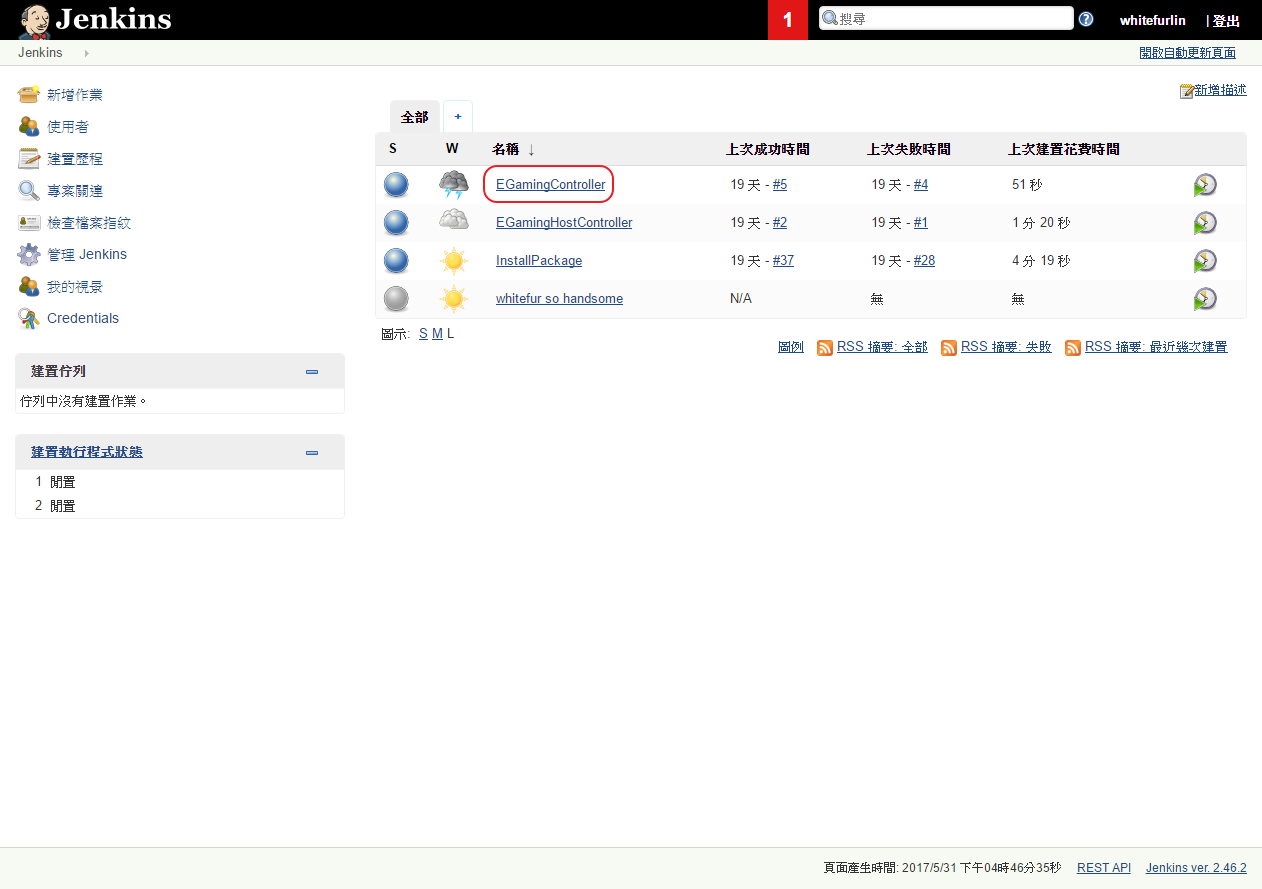 Jenkins
1
搜尋
?
whitefurlin
| 登出
Jenkins
開啟自動更新頁面
新增作業
使用者
建置歷程
專案關連
檢查檔案指紋
管理 Jenkins
我的視景
Credentials
建置佇列
佇列中沒有建置作業。
建置執行程式狀態
1 閒置
2 閒置
新增描述
全部 +
S W 名稱 ↓ 上次成功時間 上次失敗時間 上次建置花費時間
EGamingController 19 天 - #5 19 天 - #4 51 秒
EGamingHostController 19 天 - #2 19 天 - #1 1 分 20 秒
InstallPackage 19 天 - #37 19 天 - #28 4 分 19 秒
whitefur so handsome N/A 無 無
圖示: S M L
圖例 RSS 摘要: 全部 RSS 摘要: 失敗 RSS 摘要: 最近幾次建置
頁面產生時間: 2017/5/31 下午04時46分35秒 REST API Jenkins ver. 2.46.2